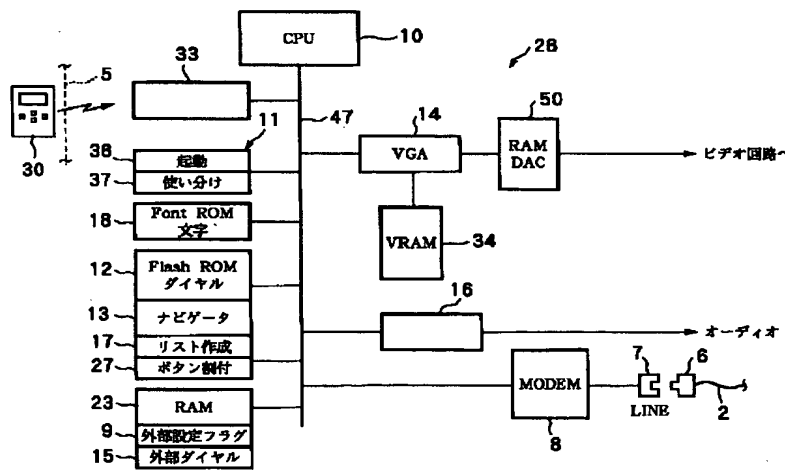 CPU
10
28
5
33
47
14
50
VGA
RAM
DAC
ビデオ回路へ
30
11
38
起動
37
使い分け
18
Font ROM
文字
VRAM
34
12
Flash ROM
ダイヤル
13
ナビゲータ
17
リスト作成
27
ボタン割付
16
オーディオ
7
6
MODEM
LINE
2
8
23
RAM
9
外部設定フラグ
15
外部ダイヤル